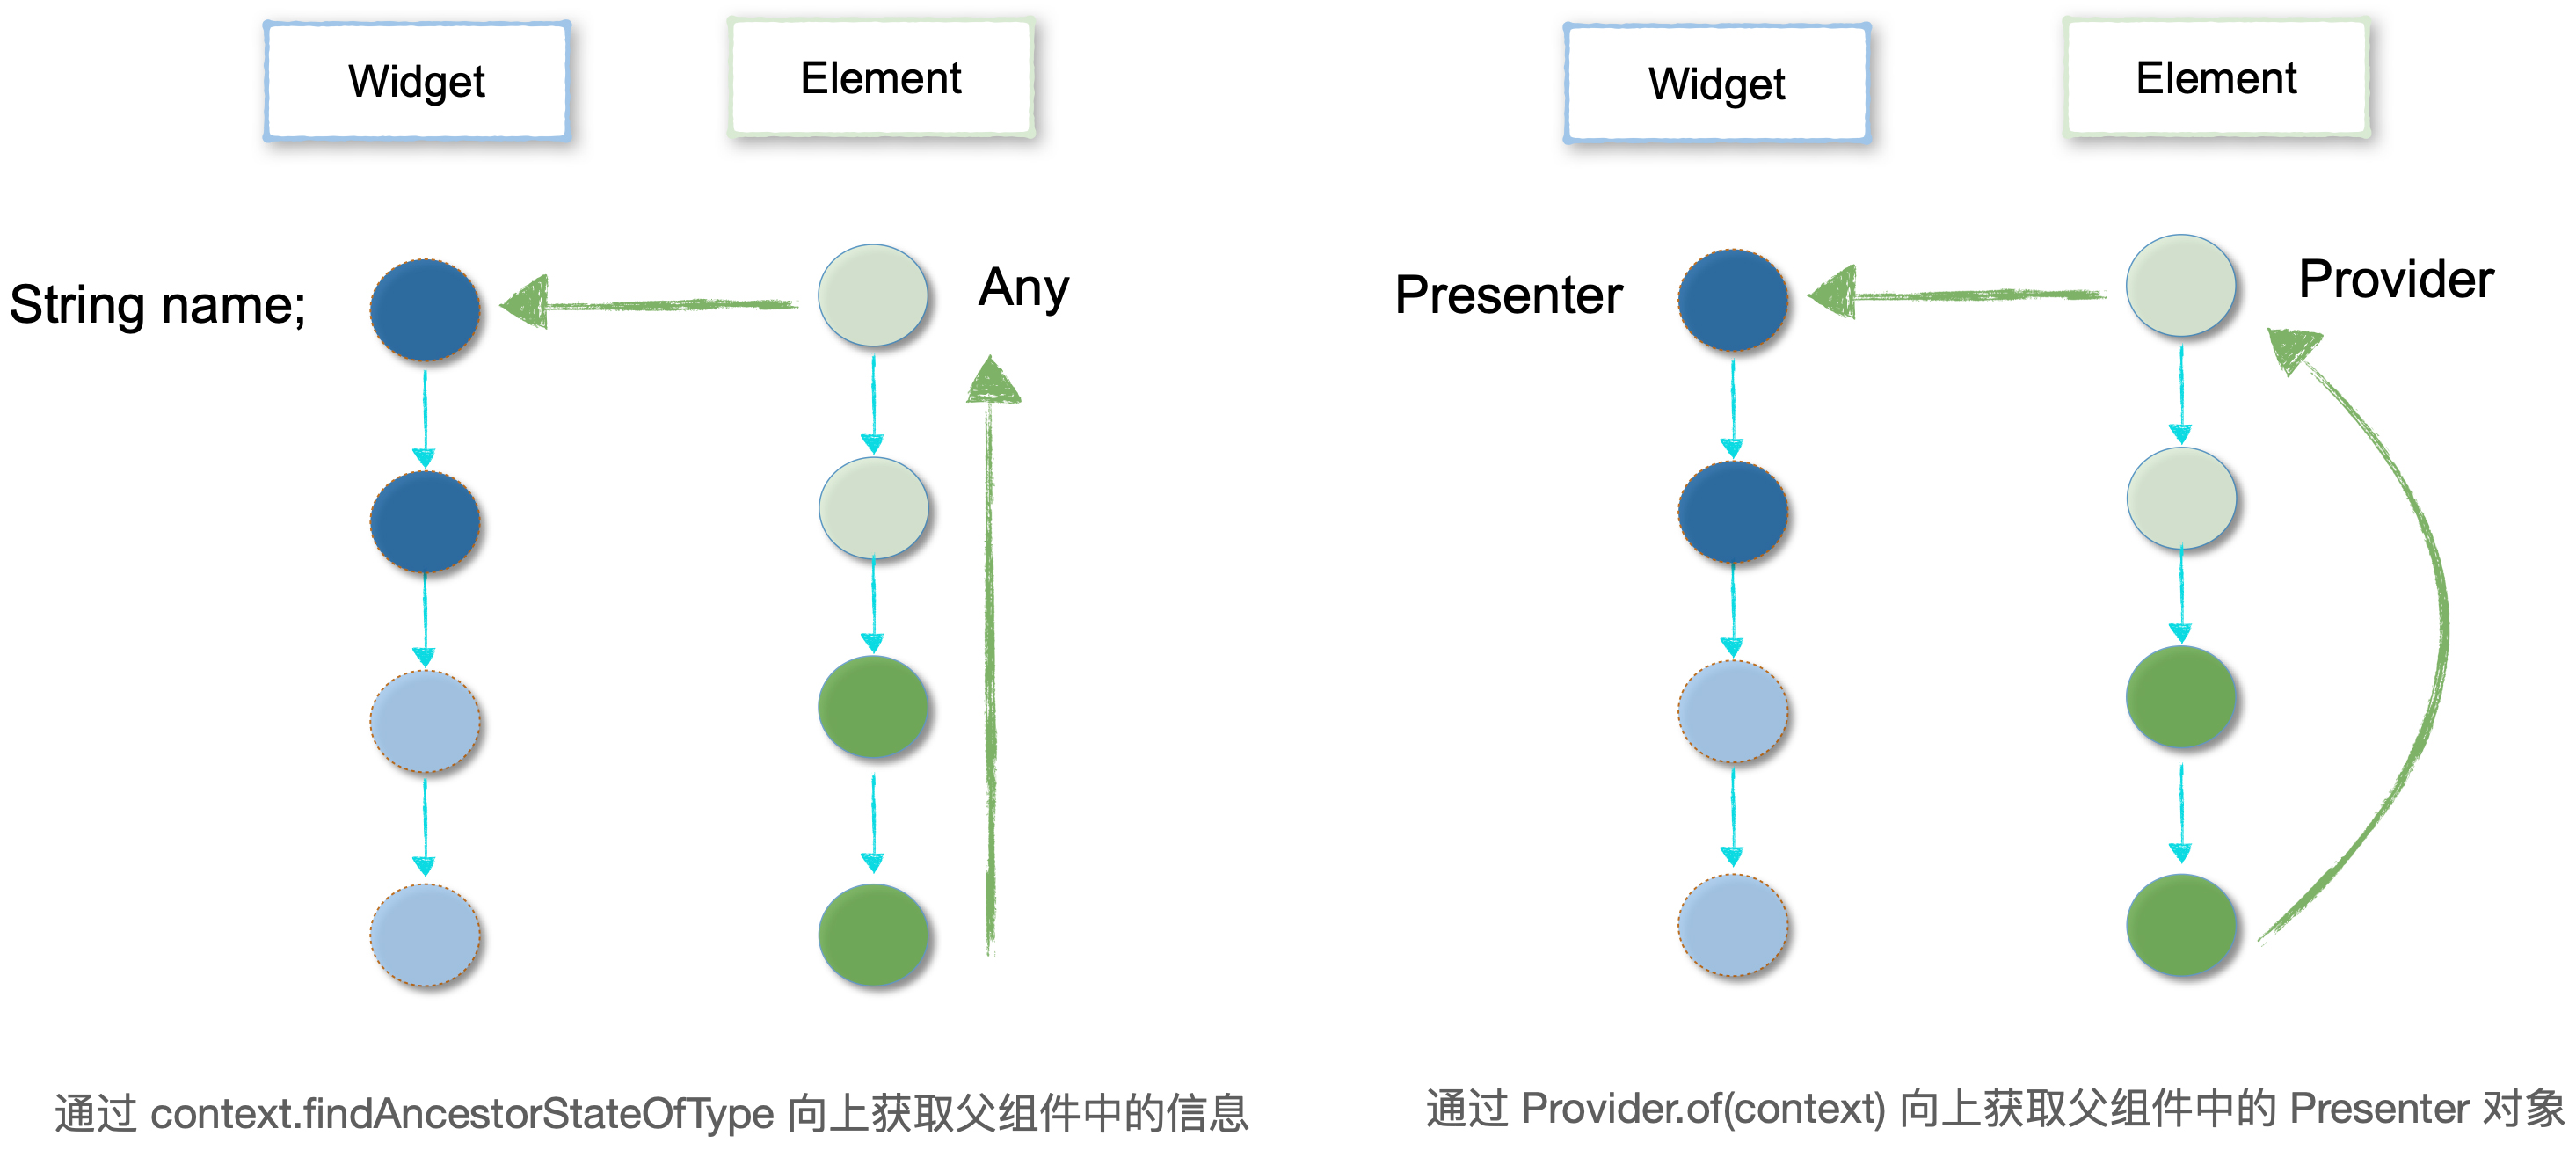 Widget
Element
Widget
Element
String name;
Any
Presenter
Provider
通过 context.findAncestorStateOfType 向上获取父组件中的信息
通过 Provider.of(context) 向上获取父组件中的 Presenter 对象